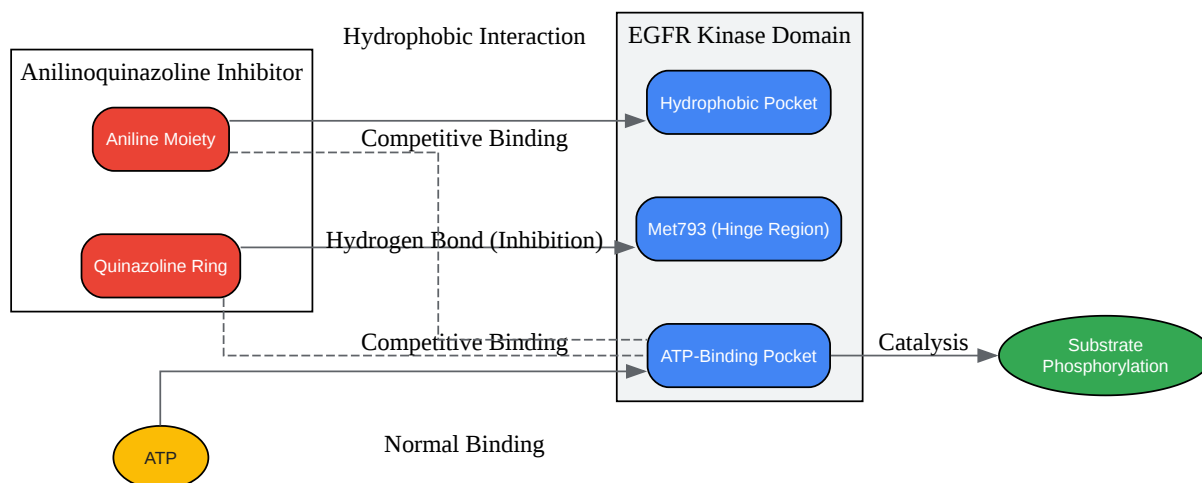 Hydrophobic Interaction
EGFR Kinase Domain
Anilinoquinazoline Inhibitor
Hydrophobic Pocket
Aniline Moiety
Competitive Binding
Met793 (Hinge Region)
Hydrogen Bond (Inhibition)
Quinazoline Ring
Competitive Binding
ATP-Binding Pocket
Catalysis
Substrate
Phosphorylation
Normal Binding
ATP